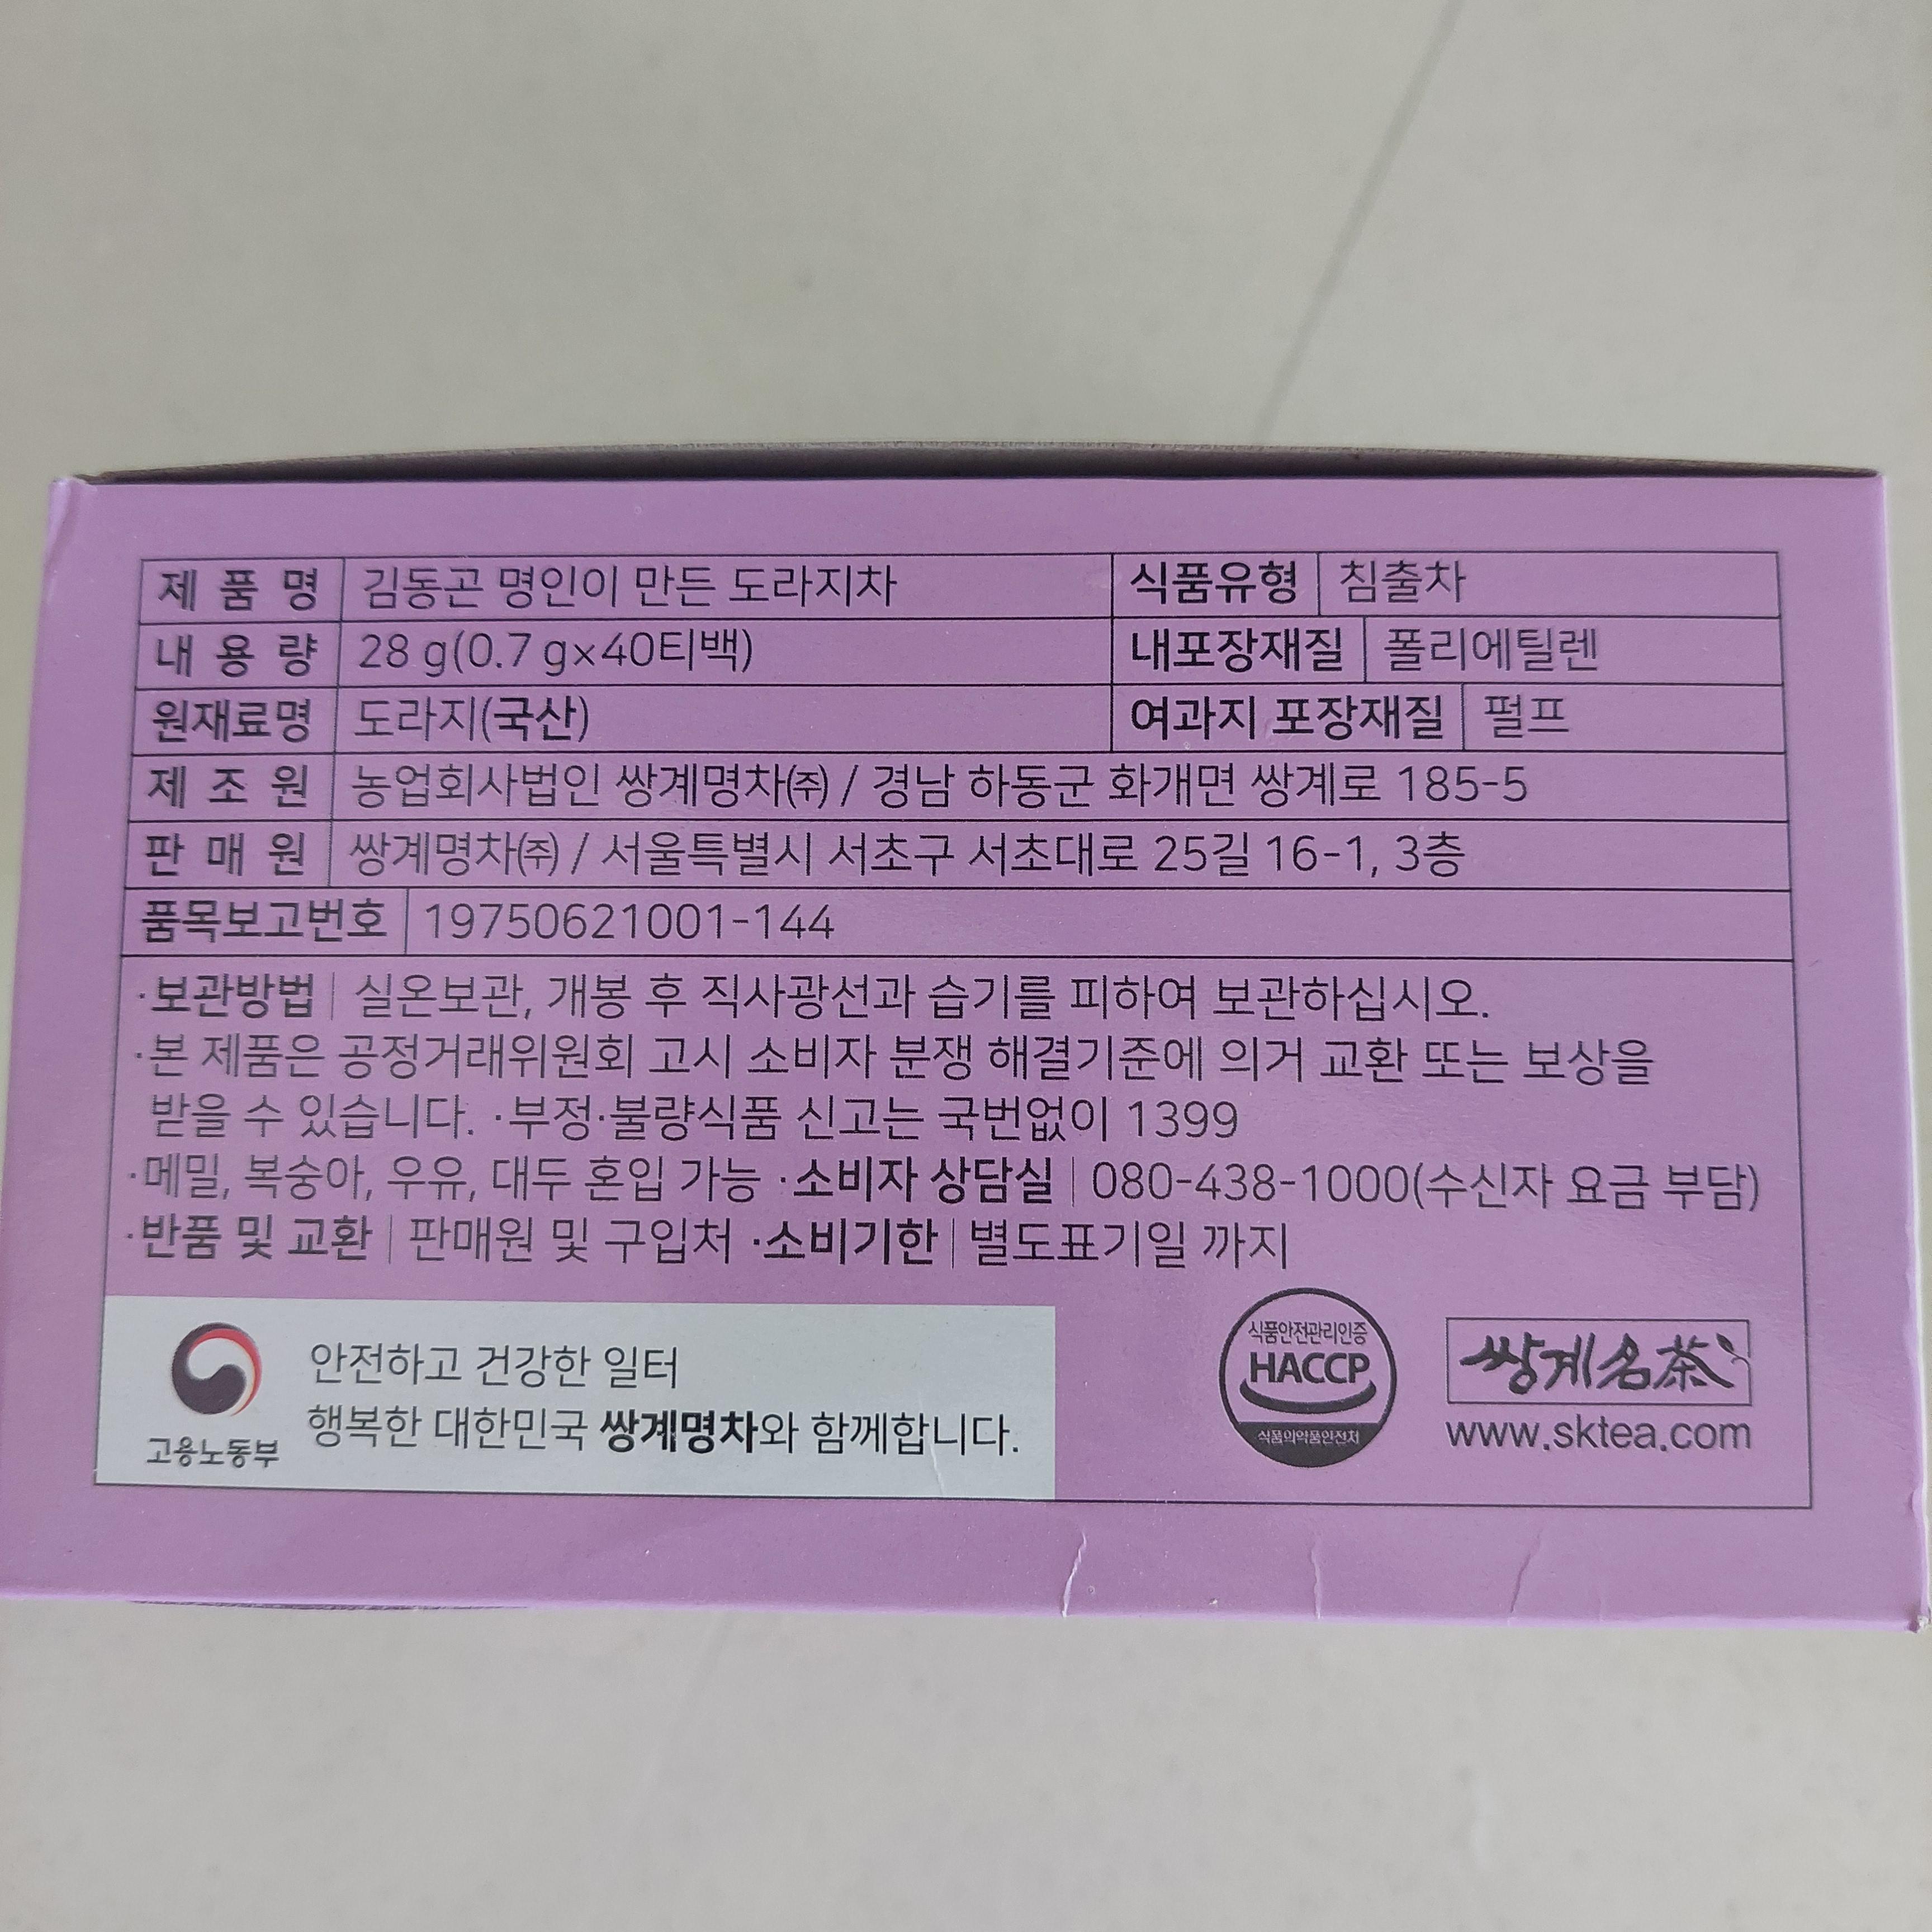 제 품 명 김동곤 명인이 만든 도라지차 식품유형 침출차
내 용 량 28 g(0.7 g×40티백) 내포장재질 폴리에틸렌
원재료명 도라지(국산) 여과지 포장재질 펄프
제 조 원 농업회사법인 쌍계명차㈜ / 경남 하동군 화개면 쌍계로 185-5
판 매 원 쌍계명차㈜ / 서울특별시 서초구 서초대로 25길 16-1, 3층
품목보고번호 19750621001-144
·보관방법 | 실온보관, 개봉 후 직사광선과 습기를 피하여 보관하십시오.
·본 제품은 공정거래위원회 고시 소비자 분쟁 해결기준에 의거 교환 또는 보상을
받을 수 있습니다. ·부정·불량식품 신고는 국번없이 1399
·메밀, 복숭아, 우유, 대두 혼입 가능 ·소비자 상담실 | 080-438-1000(수신자 요금 부담)
·반품 및 교환 | 판매원 및 구입처 ·소비기한 | 별도표기일 까지
안전하고 건강한 일터
행복한 대한민국 쌍계명차와 함께합니다.
고용노동부
식품안전관리인증
HACCP
식품의약품안전처
쌍계名茶
www.sktea.com